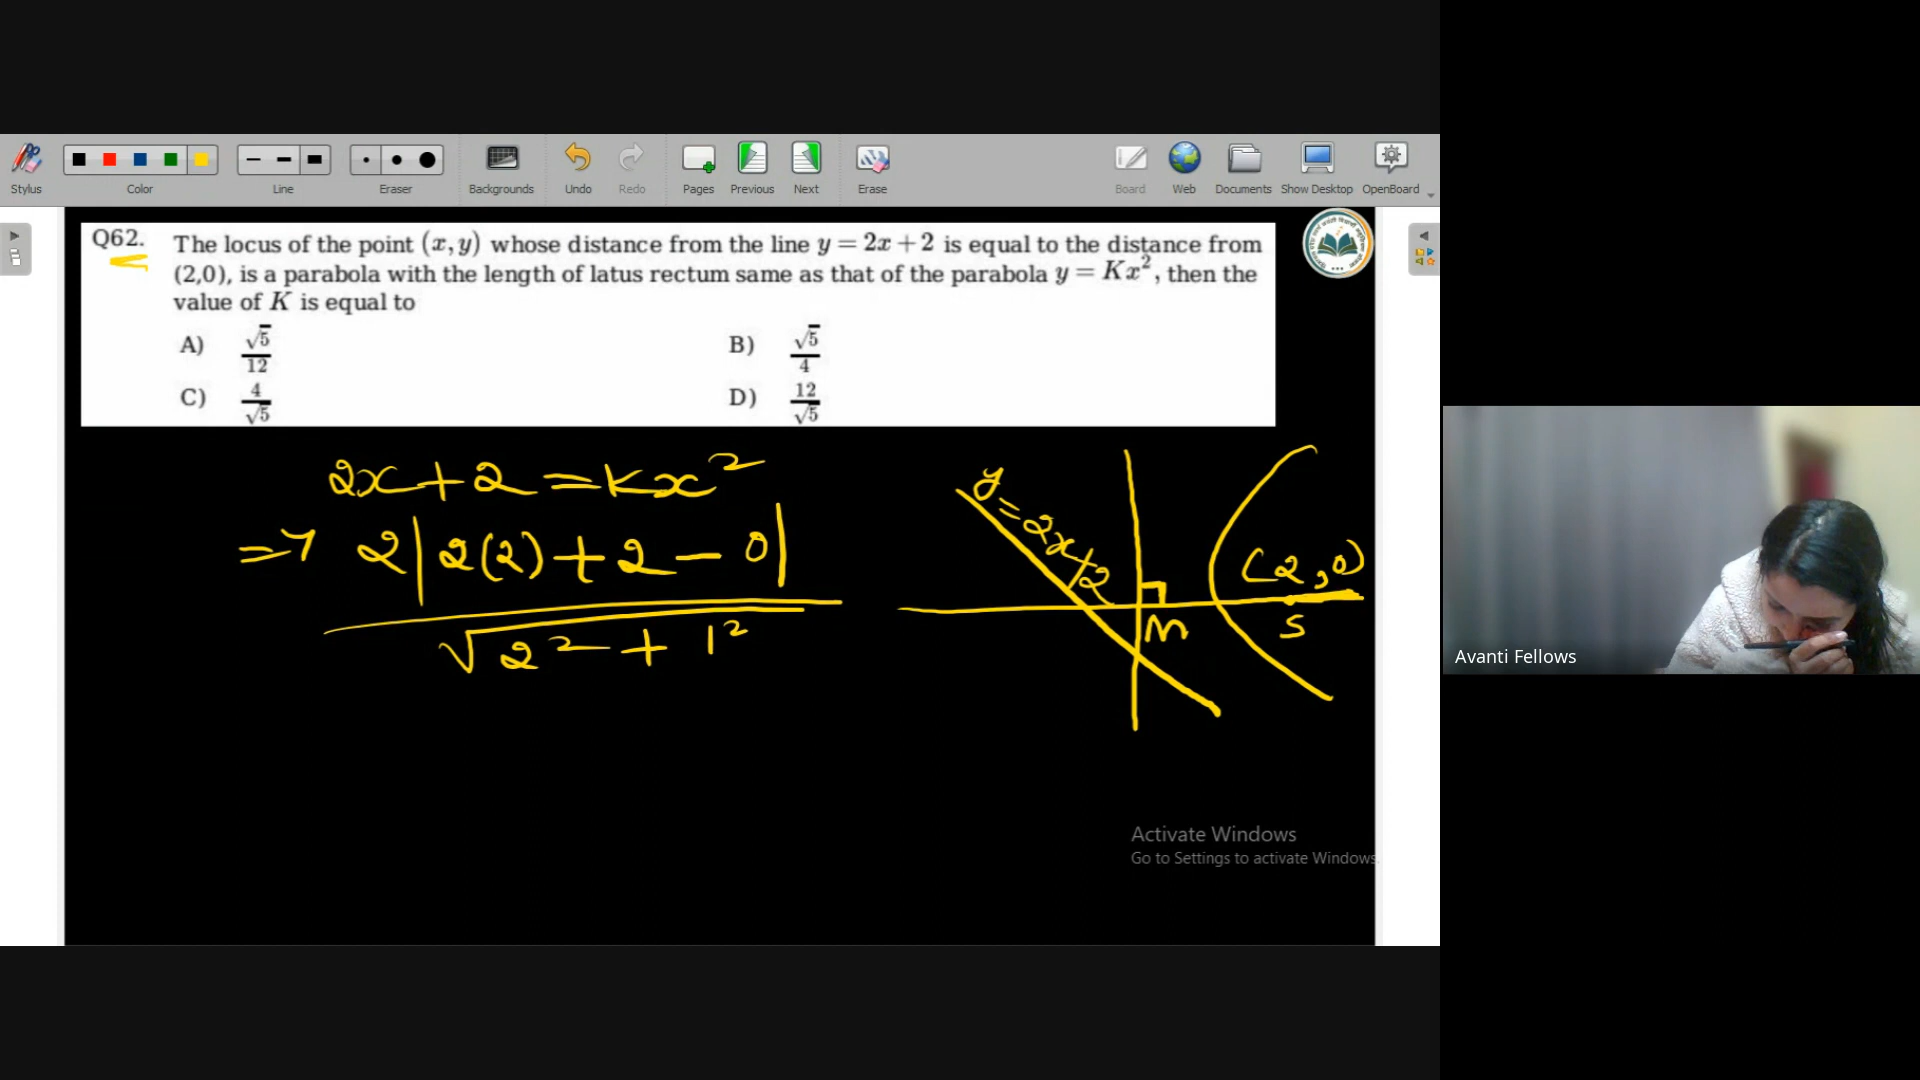 Stylus
Color
Line
Eraser
Backgrounds
Undo
Redo
Pages
Previous
Next
Erase
Board
Web
Documents
Show Desktop
OpenBoard
Q62. The locus of the point (x, y) whose distance from the line y = 2x + 2 is equal to the distance from
(2,0), is a parabola with the length of latus rectum same as that of the parabola y = Kx², then the
value of K is equal to
A) √5/12
B) √5/4
C) 4/√5
D) 12/√5
2x + 2 = Kx²
=> 2|2(2) + 2 - 0|
√2² + 1²
y = 2x + 2
(2,0)
M
S
Activate Windows
Go to Settings to activate Windows.
Avanti Fellows